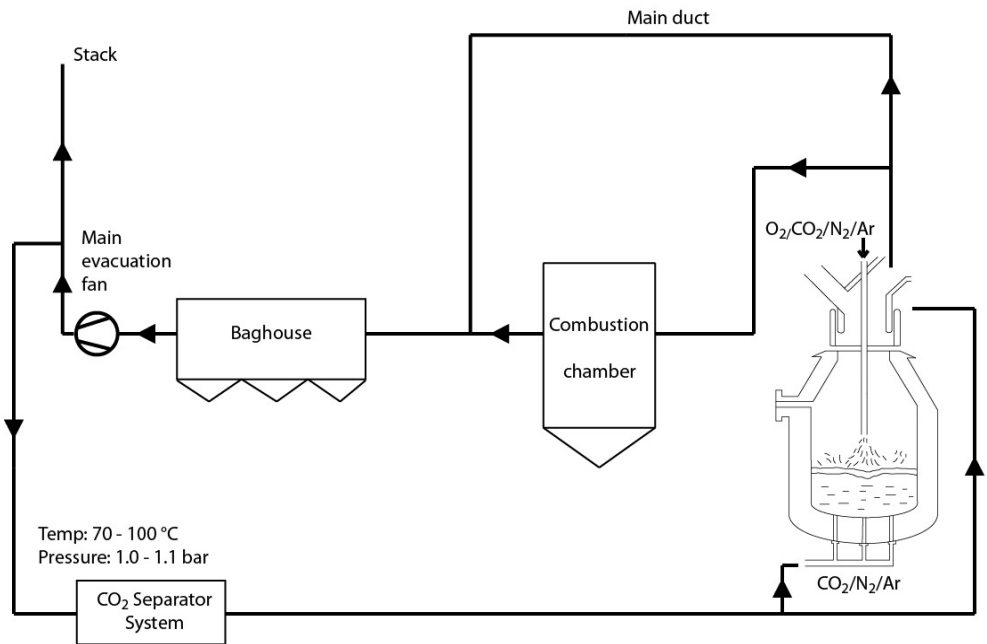 Main duct
Stack
O₂/CO₂/N₂/Ar
Main
evacuation
fan
Baghouse
Combustion
chamber
Temp: 70 - 100 °C
Pressure: 1.0 - 1.1 bar
CO₂/N₂/Ar
CO₂ Separator
System